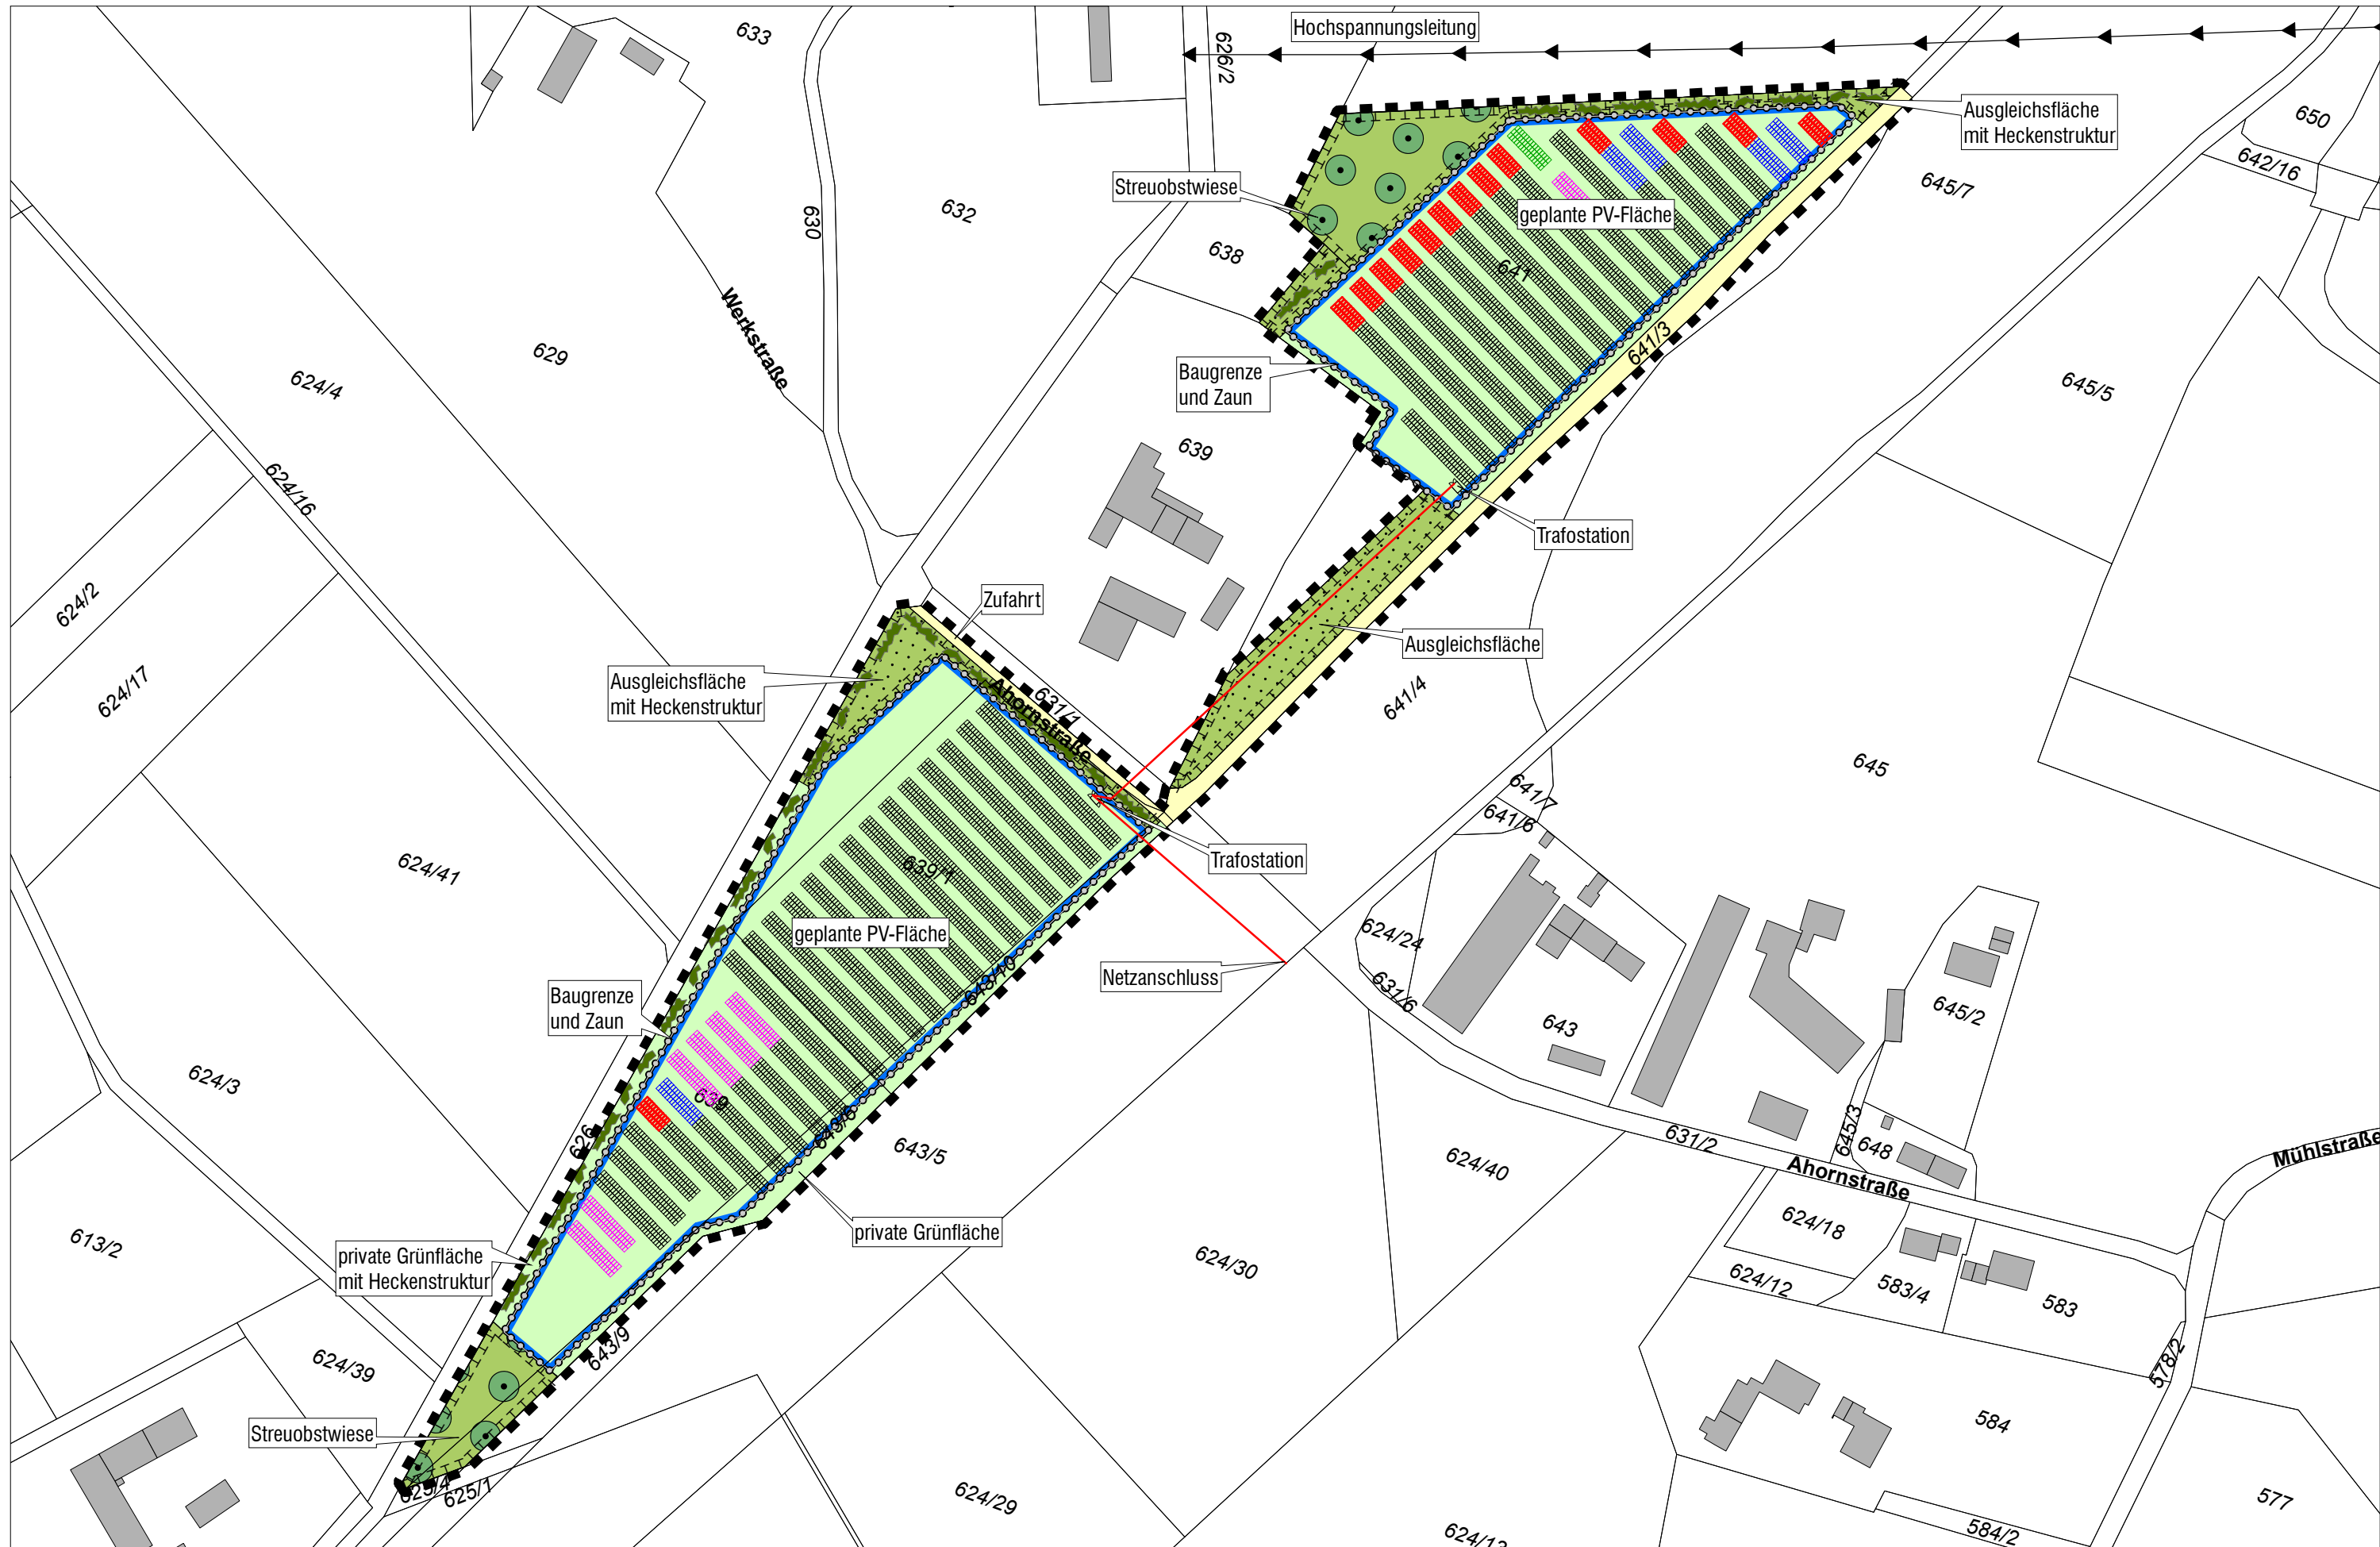 633
626/2
Hochspannungsleitung
Ausgleichsfläche
mit Heckenstruktur
650
642/16
645/7
Streuobstwiese
geplante PV-Fläche
630
632
638
641
641/3
Werkstraße
629
624/4
Baugrenze
und Zaun
645/5
639
624/16
Trafostation
624/2
Zufahrt
Ausgleichsfläche
624/17
Ausgleichsfläche
mit Heckenstruktur
631/1
Ahornstraße
641/4
645
641/7
641/6
624/41
639/1
Trafostation
geplante PV-Fläche
624/24
643/10
Netzanschluss
631/6
Baugrenze
und Zaun
643
645/2
624/3
639
626
643/6
643/5
624/40
631/2
645/3
648
Ahornstraße
Mühlstraße
613/2
private Grünfläche
624/18
private Grünfläche
mit Heckenstruktur
624/30
624/12
583/4
583
624/39
643/9
578/2
Streuobstwiese
584
625/4
625/1
624/29
577
584/2